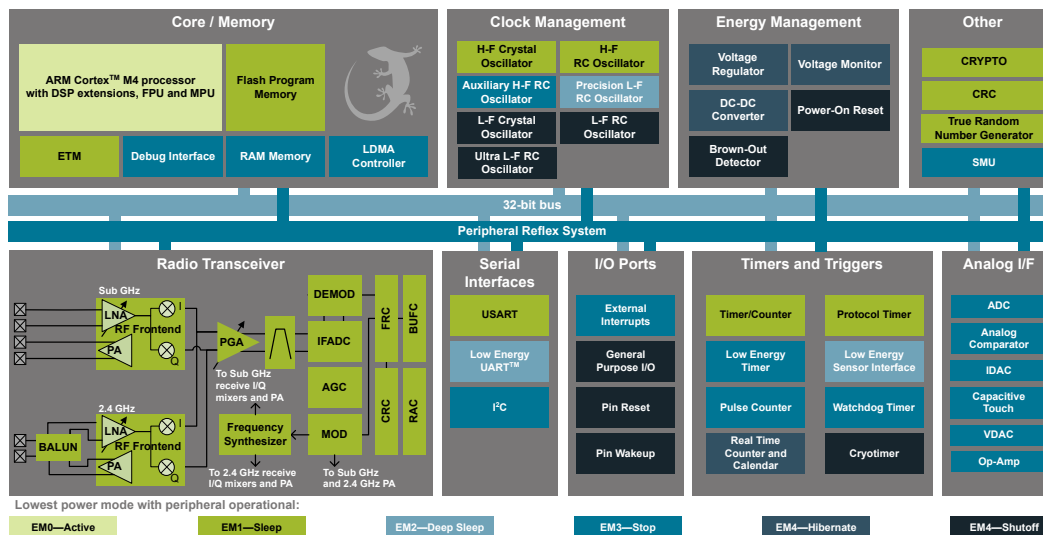 Core / Memory
ARM Cortex™ M4 processor
with DSP extensions, FPU and MPU
Flash Program
Memory
ETM
Debug Interface
RAM Memory
LDMA
Controller
Clock Management
H-F Crystal
Oscillator
H-F
RC Oscillator
Auxiliary H-F RC
Oscillator
Precision L-F
RC Oscillator
L-F Crystal
Oscillator
L-F RC
Oscillator
Ultra L-F RC
Oscillator
Energy Management
Voltage
Regulator
Voltage Monitor
DC-DC
Converter
Power-On Reset
Brown-Out
Detector
Other
CRYPTO
CRC
True Random
Number Generator
SMU
32-bit bus
Peripheral Reflex System
Radio Transceiver
Sub GHz
LNA
RF Frontend
PA
I
Q
2.4 GHz
BALUN
LNA
RF Frontend
PA
I
Q
PGA
To Sub GHz
receive I/Q
mixers and PA
Frequency
Synthesizer
To 2.4 GHz receive
I/Q mixers and PA
DEMOD
IFADC
AGC
MOD
To Sub GHz
and 2.4 GHz PA
FRC
BUFC
CRC
RAC
Serial
Interfaces
USART
Low Energy
UART™
I²C
I/O Ports
External
Interrupts
General
Purpose I/O
Pin Reset
Pin Wakeup
Timers and Triggers
Timer/Counter
Protocol Timer
Low Energy
Timer
Low Energy
Sensor Interface
Pulse Counter
Watchdog Timer
Real Time
Counter and
Calendar
Cryotimer
Analog I/F
ADC
Analog
Comparator
IDAC
Capacitive
Touch
VDAC
Op-Amp
Lowest power mode with peripheral operational:
EM0—Active
EM1—Sleep
EM2—Deep Sleep
EM3—Stop
EM4—Hibernate
EM4—Shutoff